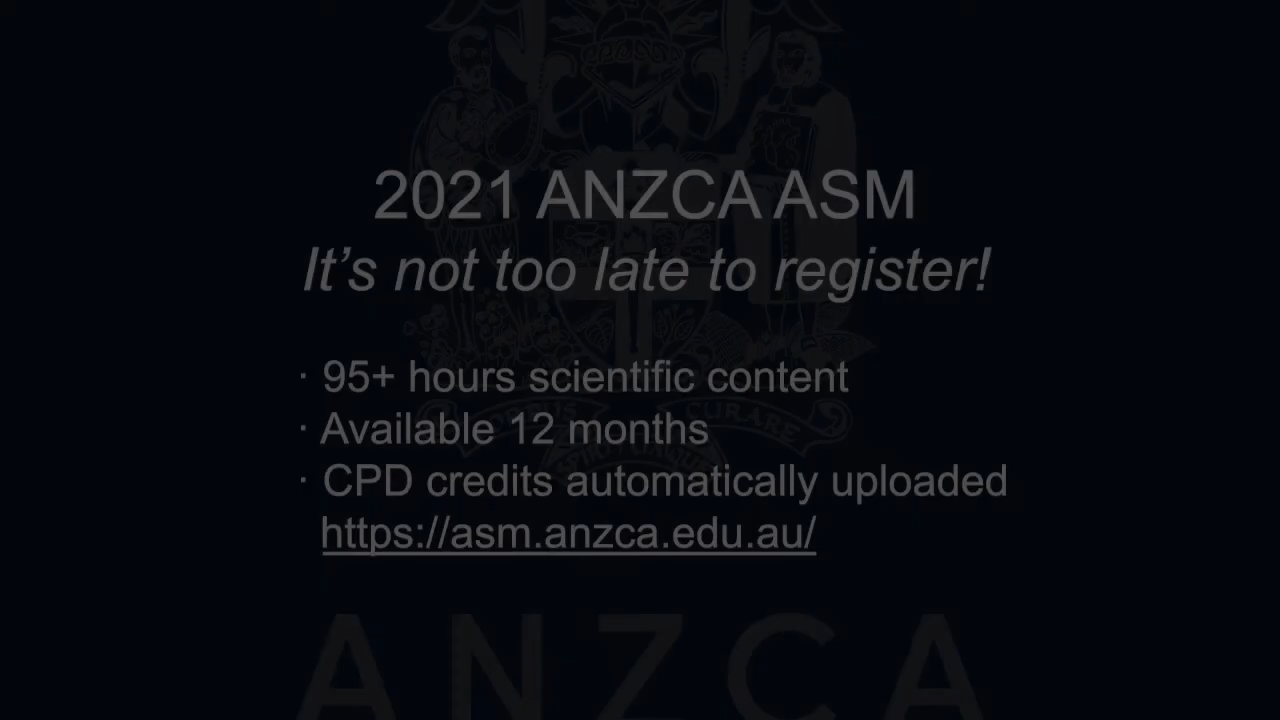 2021 ANZCA ASM
It's not too late to register!
· 95+ hours scientific content
· Available 12 months
· CPD credits automatically uploaded
https://asm.anzca.edu.au/
CURARE
ANZCA